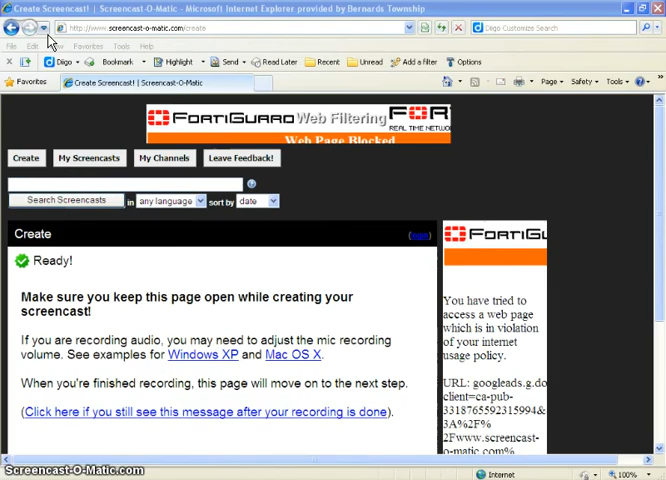 Create Screencast! | Screencast-O-Matic - Microsoft Internet Explorer provided by Bernards Township
http://www.screencast-o-matic.com/create
Diigo Customize Search
File Edit View Favorites Tools Help
Diigo Bookmark Highlight Send Read Later Recent Unread Add a filter Options
Favorites Create Screencast! | Screencast-O-Matic Page Safety Tools
FORTIGUARD Web Filtering FOR
REAL TIME NETWOR
Web Page Blocked
Create My Screencasts My Channels Leave Feedback!
Search Screencasts in any language sort by date
Create
Ready!
Make sure you keep this page open while creating your
screencast!
If you are recording audio, you may need to adjust the mic recording
volume. See examples for Windows XP and Mac OS X.
When you're finished recording, this page will move on to the next step.
(Click here if you still see this message after your recording is done).
FORTIGU
You have tried to
access a web page
which is in violation
of your internet
usage policy.
URL: googleads.g.do
client=ca-pub-
3318765592315994&
3A%2F%
2Fwww.screencast-
o-matic.com%
Screencast-O-Matic.com
Internet
100%